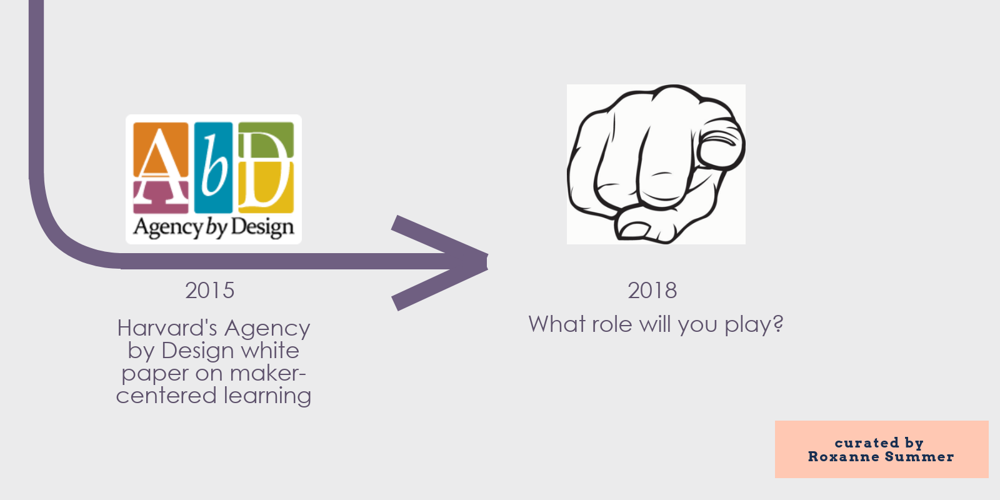 AbD
Agency by Design
2015
Harvard's Agency
by Design white
paper on maker-
centered learning
2018
What role will you play?
curated by
Roxanne Summer